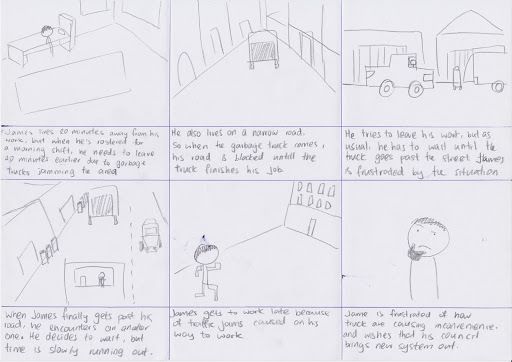 James lives 20 minutes away from his
work, but when he's rostered for
a morning shift, he needs to leave
40 minutes earlier due to garbage
trucks jamming the area
He also lives on a narrow road.
So when the garbage truck comes,
his road is blocked untill the
truck finishes his job
He tries to leave his work, but as
usual, he has to wait until the
truck goes past the street. James
is frustraded by the situation
When James finally gets past his
road, he encounters on another
one. He decides to wait, but
time is slowly running out.
James gets to work late because
of traffic jams caused on his
way to work
Jame is frustrated of how
truck are causing inconvenience.
and wishes that his council
brings new system out.